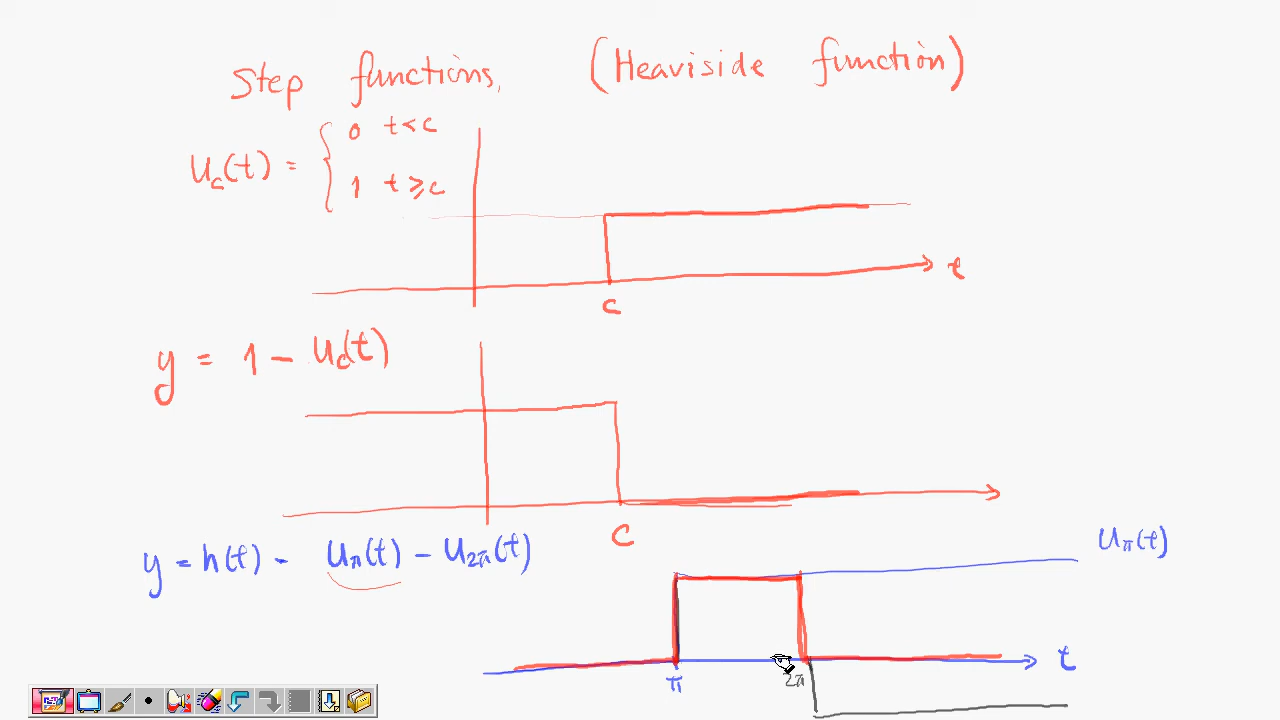 Step functions, (Heaviside function)
u_c(t) = { 0 t < c
1 t ≥ c
t
c
y = 1 - u_c(t)
c
y = h(t) - u_π(t) - u_2π(t)
u_π(t)
t
π 2π